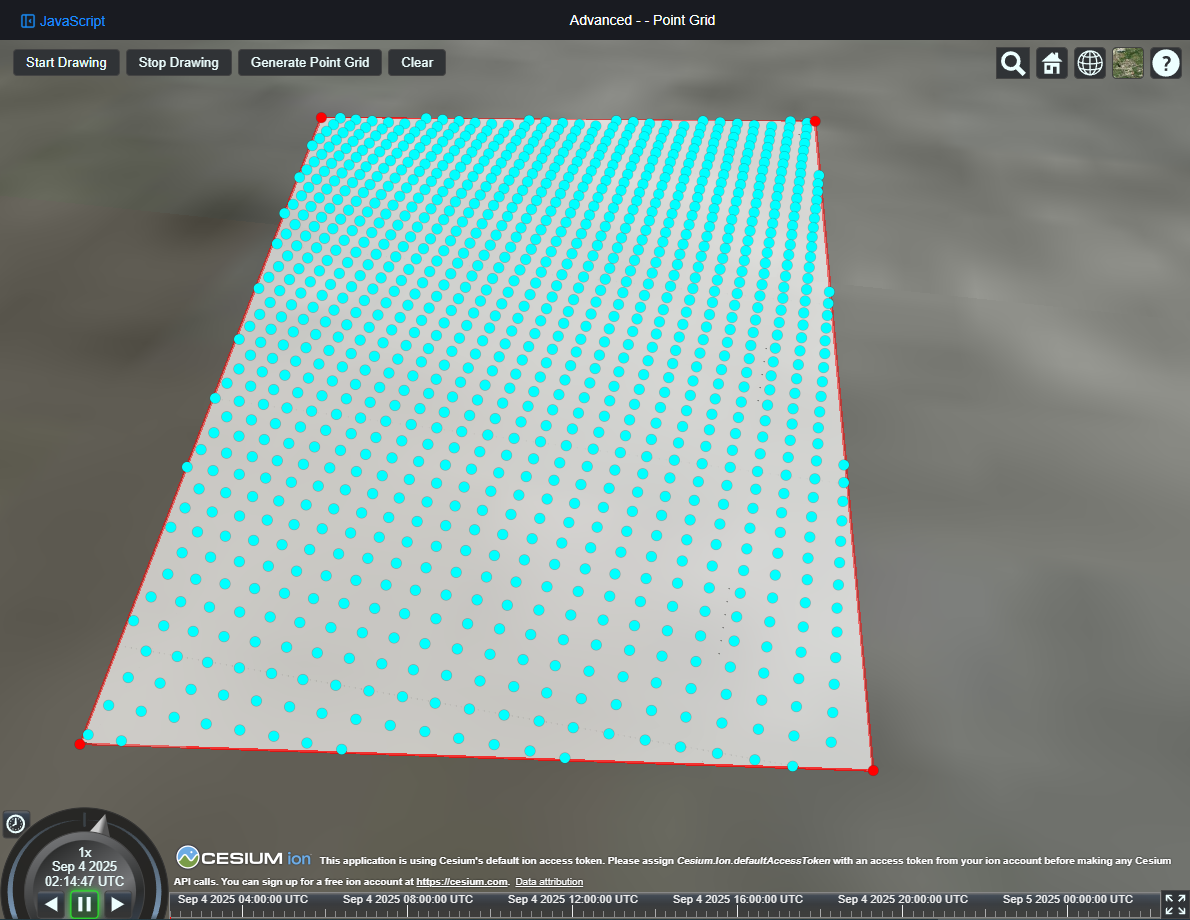 JavaScript
Advanced - - Point Grid
Start Drawing
Stop Drawing
Generate Point Grid
Clear
?
1x
Sep 4 2025
02:14:47 UTC
CESIUM ion
This application is using Cesium's default ion access token. Please assign Cesium.Ion.defaultAccessToken with an access token from your ion account before making any Cesium
API calls. You can sign up for a free ion account at https://cesium.com. Data attribution
Sep 4 2025 04:00:00 UTC
Sep 4 2025 08:00:00 UTC
Sep 4 2025 12:00:00 UTC
Sep 4 2025 16:00:00 UTC
Sep 4 2025 20:00:00 UTC
Sep 5 2025 00:00:00 UTC